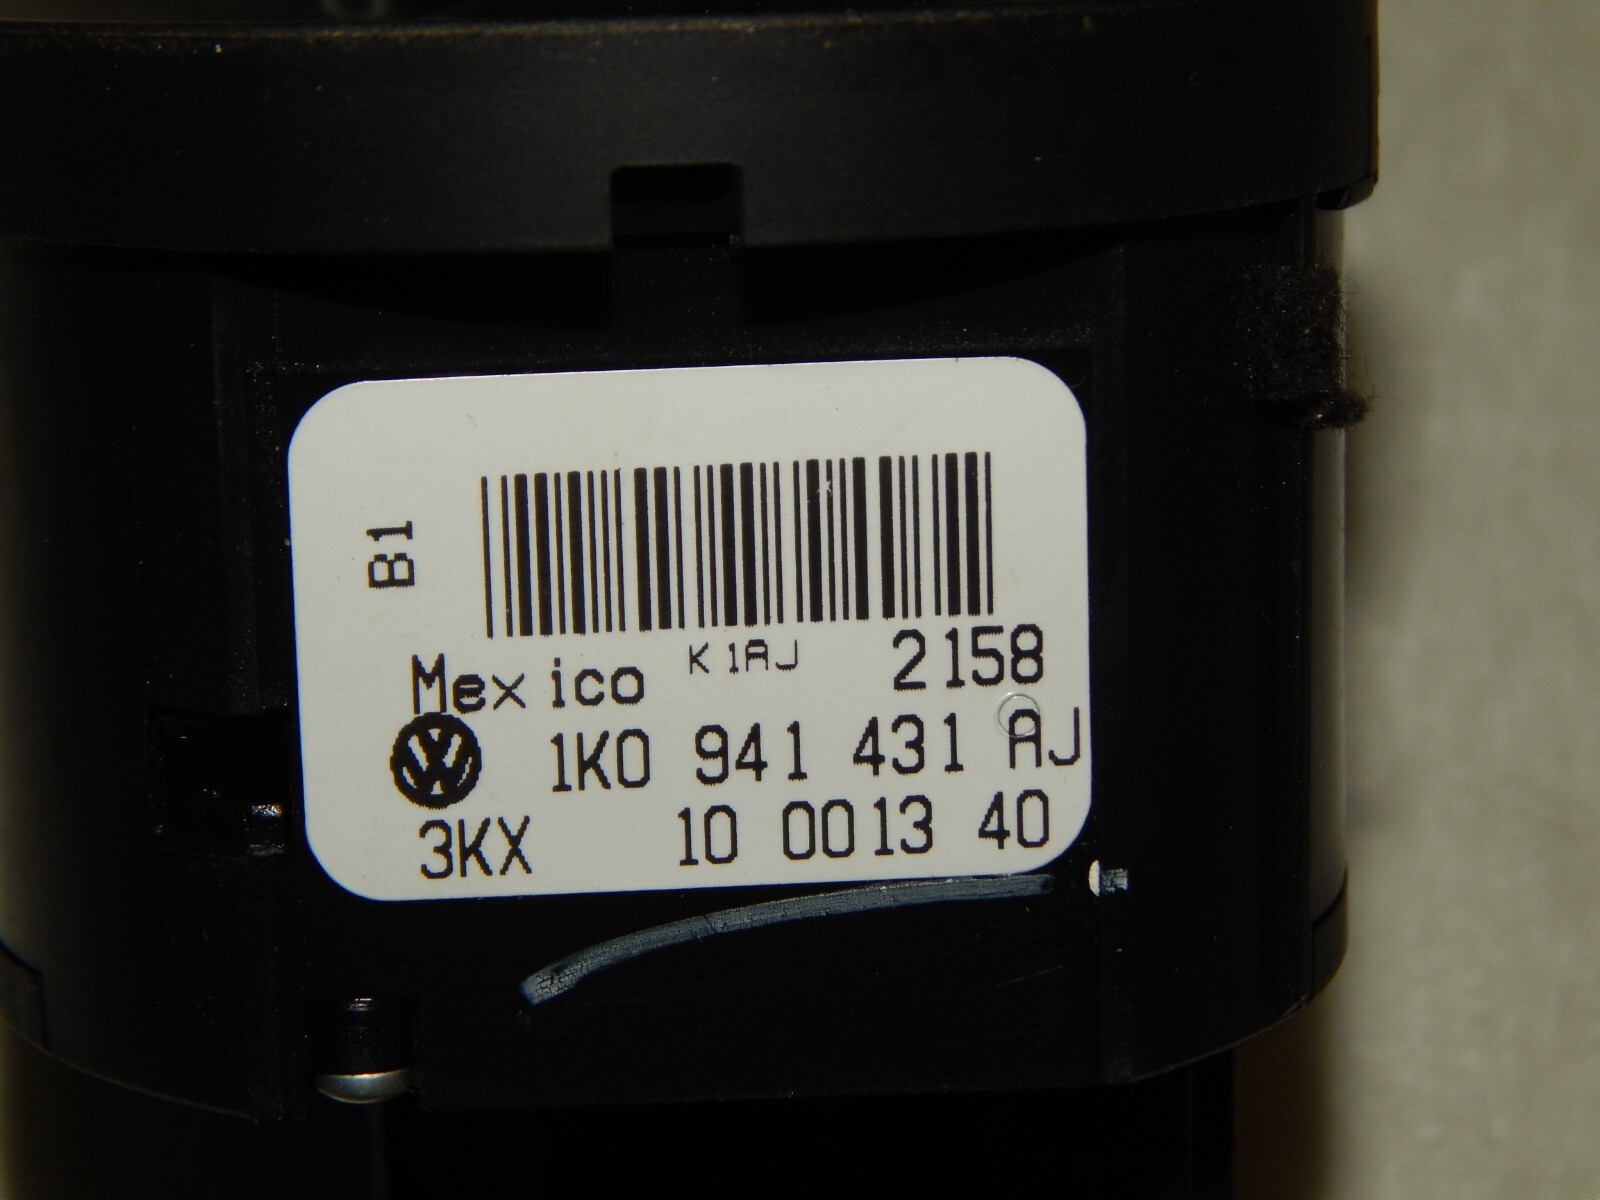 B1
Mexico K1AJ 2158
1K0 941 431 AJ
3KX 10 0013 40